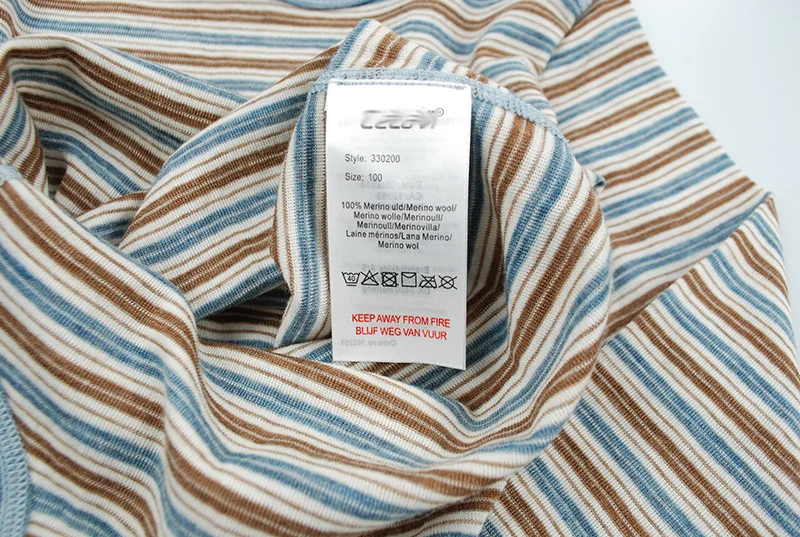 Style: 330200
Size: 100
100% Merino uld/Merino wool/
Merino wolle/Merinoull/
Merinoull/Merinovilla/
Laine mérinos/Lana Merino/
Merino wol
40
KEEP AWAY FROM FIRE
BLIJF WEG VAN VUUR